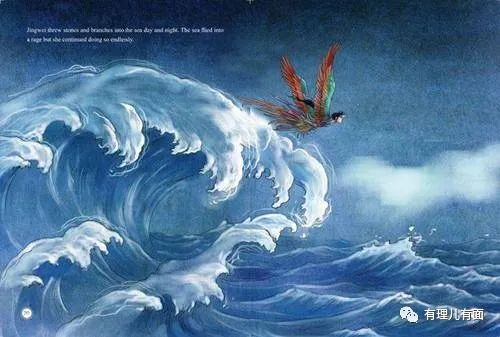 Jingwei threw stones and branches into the sea day and night. The sea flied into
a rage but she continued doing so endlessly.
有理儿有面